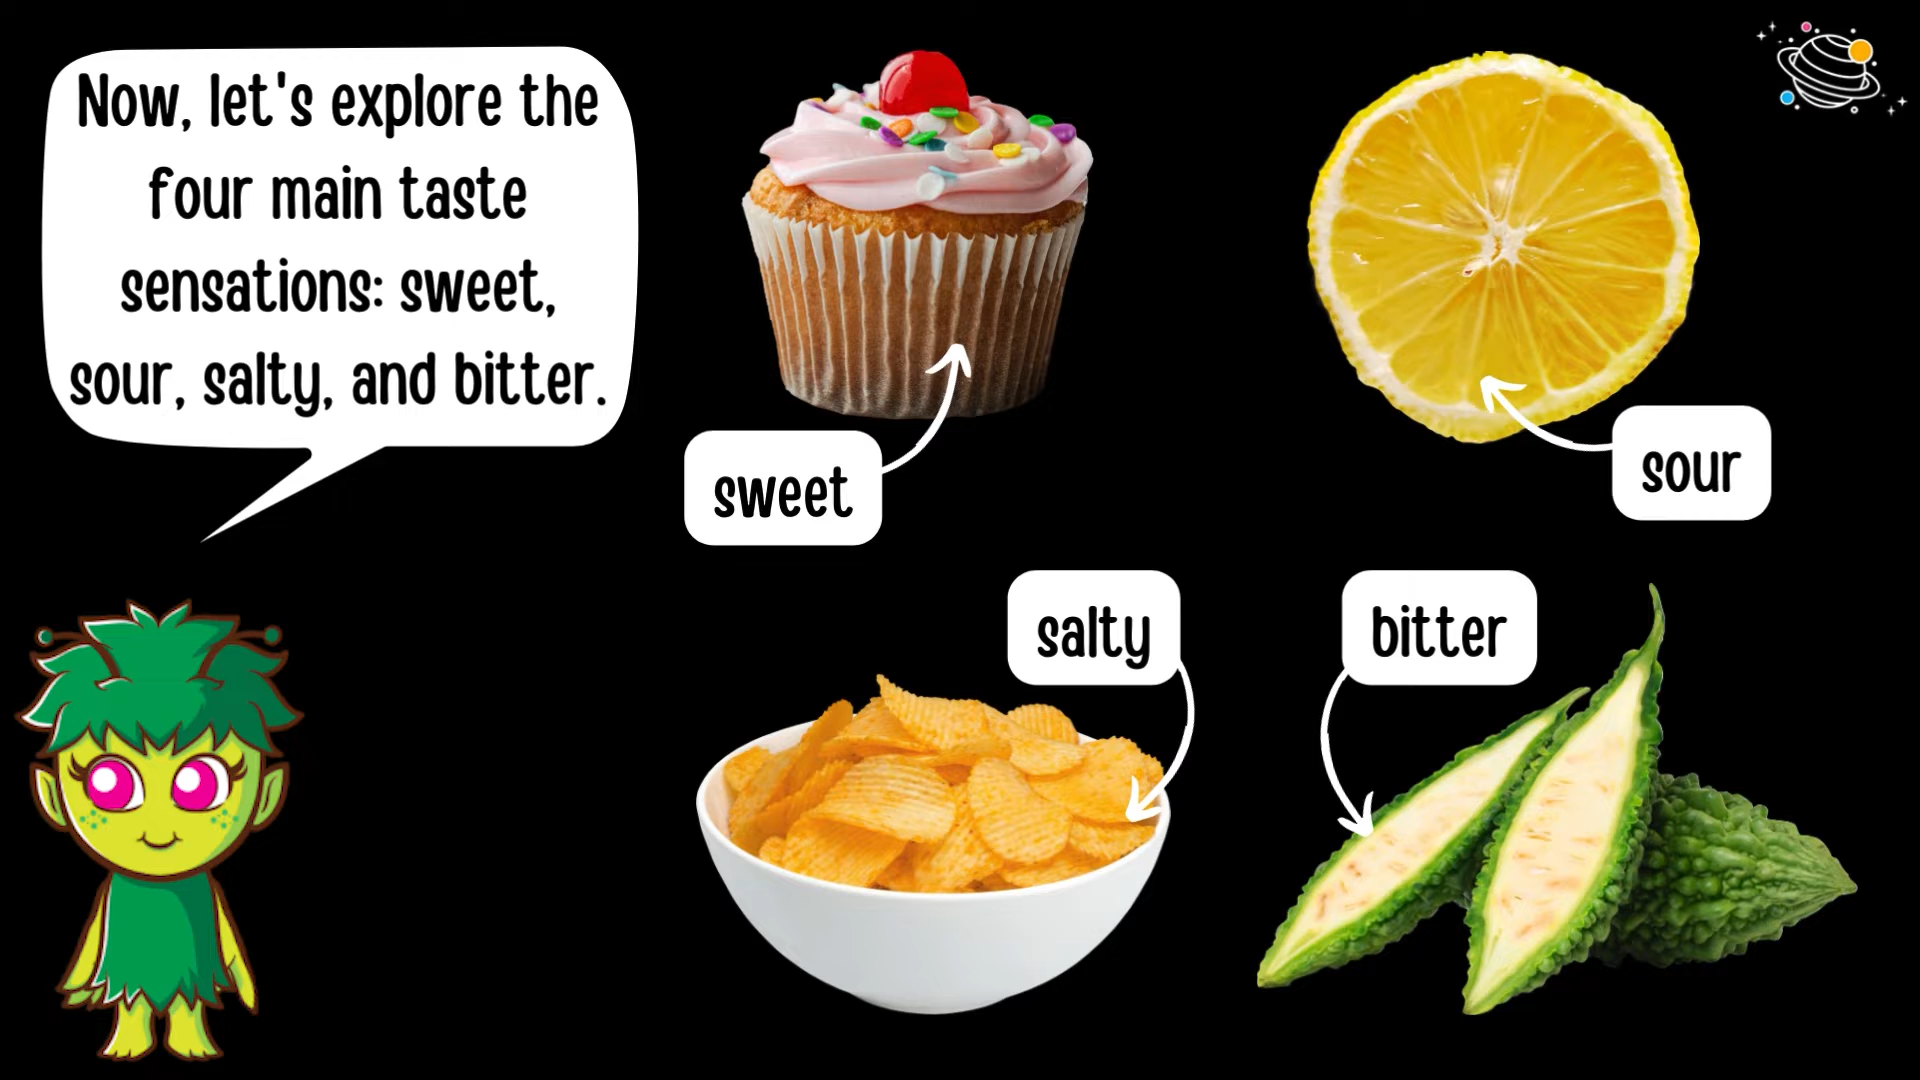 Now, let's explore the
four main taste
sensations: sweet,
sour, salty, and bitter.
sweet
sour
salty
bitter